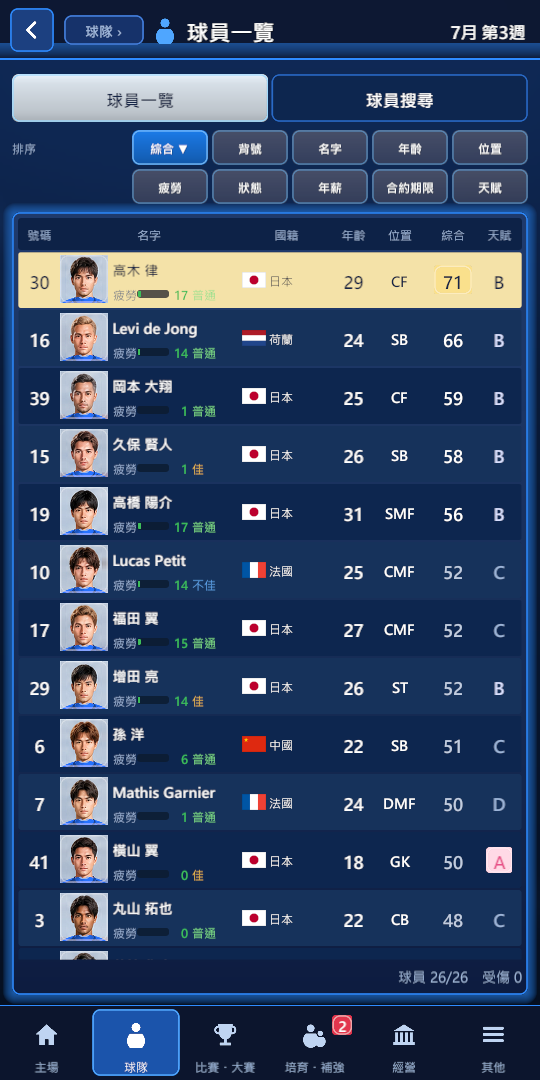 球隊 ›
球員一覽
7月 第3週
球員一覽
球員搜尋
排序
綜合 ▼
背號
名字
年齡
位置
疲勞
狀態
年薪
合約期限
天賦
號碼 名字 國籍 年齡 位置 綜合 天賦
30 高木 律 日本 29 CF 71 B
疲勞 17 普通
16 Levi de Jong 荷蘭 24 SB 66 B
疲勞 14 普通
39 岡本 大翔 日本 25 CF 59 B
疲勞 1 普通
15 久保 賢人 日本 26 SB 58 B
疲勞 1 佳
19 高橋 陽介 日本 31 SMF 56 B
疲勞 17 普通
10 Lucas Petit 法國 25 CMF 52 C
疲勞 14 不佳
17 福田 翼 日本 27 CMF 52 C
疲勞 15 普通
29 增田 亮 日本 26 ST 52 B
疲勞 14 佳
6 孫 洋 中國 22 SB 51 C
疲勞 6 普通
7 Mathis Garnier 法國 24 DMF 50 D
疲勞 1 普通
41 橫山 翼 日本 18 GK 50 A
疲勞 0 佳
3 丸山 拓也 日本 22 CB 48 C
疲勞 0 普通
球員 26/26 受傷 0
2
主場
球隊
比賽・大賽
培育・補強
經營
其他